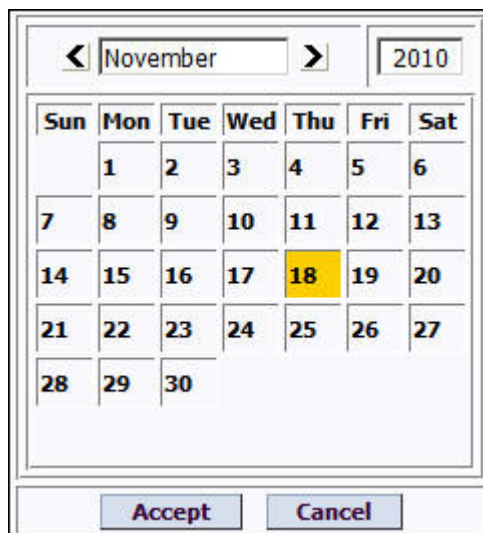 November 2010
Sun Mon Tue Wed Thu Fri Sat
1 2 3 4 5 6
7 8 9 10 11 12 13
14 15 16 17 18 19 20
21 22 23 24 25 26 27
28 29 30
Accept Cancel